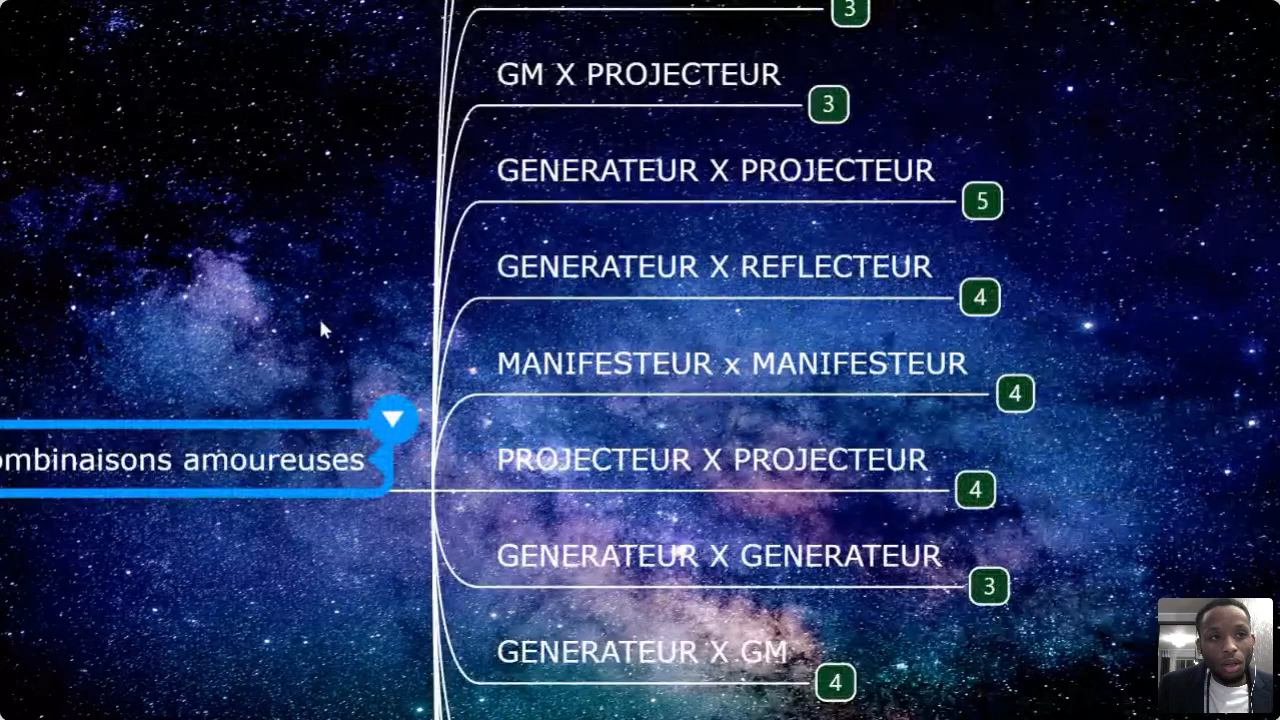 3
GM X PROJECTEUR
3
GENERATEUR X PROJECTEUR
5
GENERATEUR X REFLECTEUR
4
MANIFESTEUR x MANIFESTEUR
4
ombinaisons amoureuses
PROJECTEUR X PROJECTEUR
4
GENERATEUR X GENERATEUR
3
GENERATEUR X GM
4